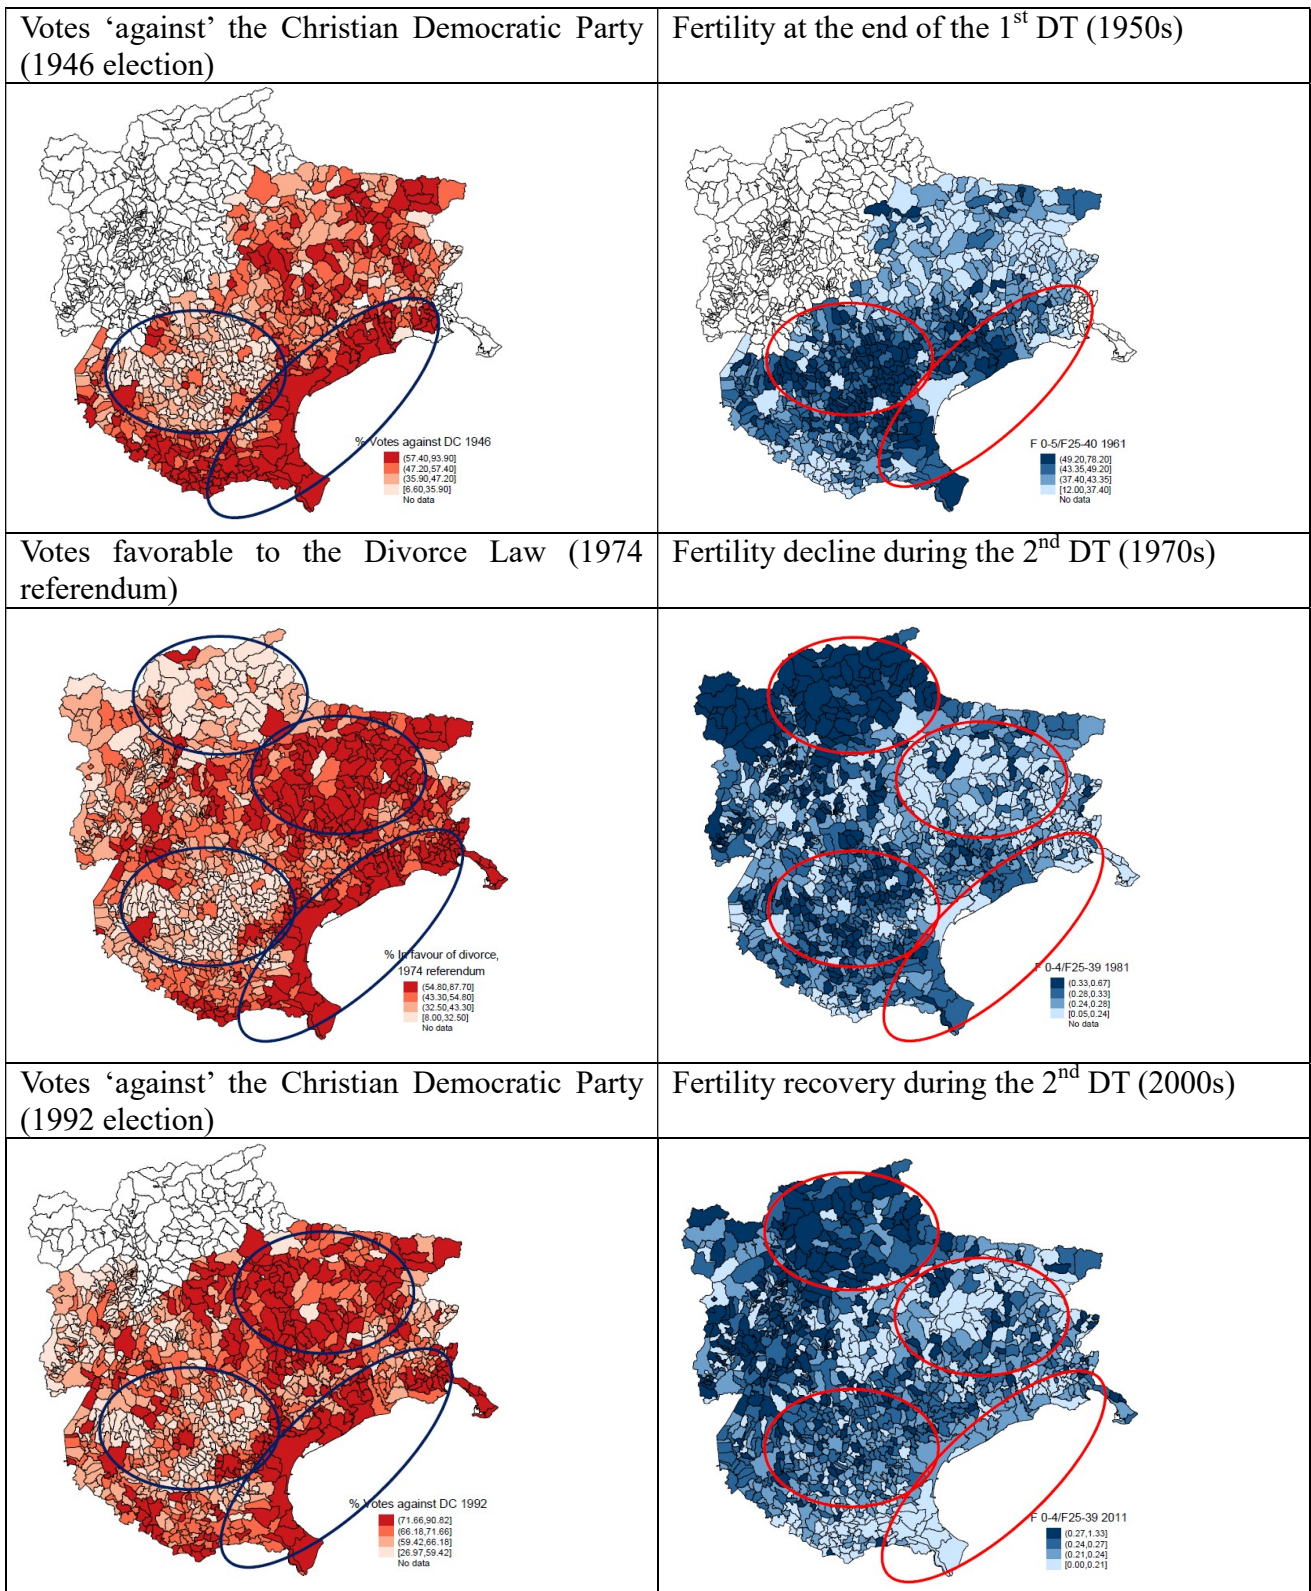 Votes ‘against’ the Christian Democratic Party
(1946 election)
Fertility at the end of the 1st DT (1950s)
% Votes against DC 1946
(57.40,93.90]
(47.20,57.40]
(35.90,47.20]
[6.60,35.90]
No data
F 0-5/F25-40 1961
(49.20,78.20]
(43.35,49.20]
(37.40,43.35]
[12.00,37.40]
No data
Votes favorable to the Divorce Law (1974
referendum)
Fertility decline during the 2nd DT (1970s)
% In favour of divorce,
1974 referendum
(54.80,87.70]
(43.30,54.80]
(32.50,43.30]
[8.00,32.50]
No data
F 0-4/F25-39 1981
(0.33,0.67]
(0.28,0.33]
(0.24,0.28]
[0.05,0.24]
No data
Votes ‘against’ the Christian Democratic Party
(1992 election)
Fertility recovery during the 2nd DT (2000s)
% Votes against DC 1992
(71.66,90.82]
(66.18,71.66]
(59.42,66.18]
[26.97,59.42]
No data
F 0-4/F25-39 2011
(0.27,1.33]
(0.24,0.27]
(0.21,0.24]
[0.00,0.21]
No data